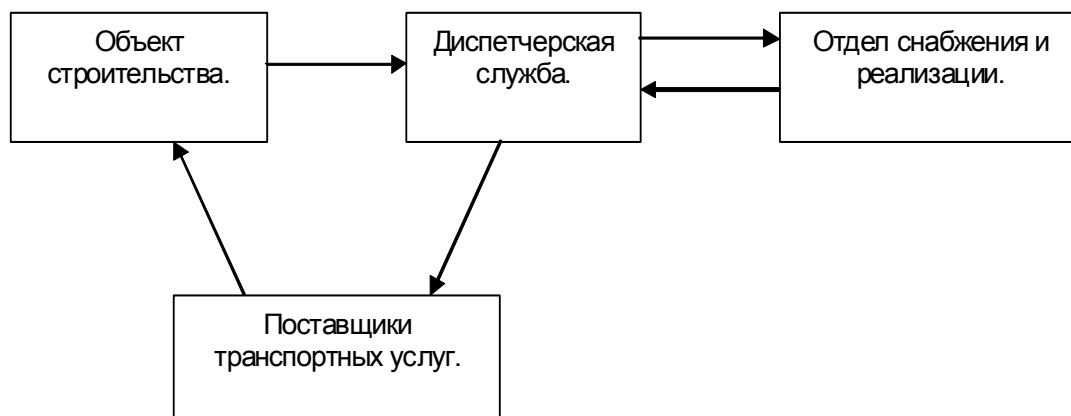 Объект
строительства.
Диспетчерская
служба.
Отдел снабжения и
реализации.
Поставщики
транспортных услуг.